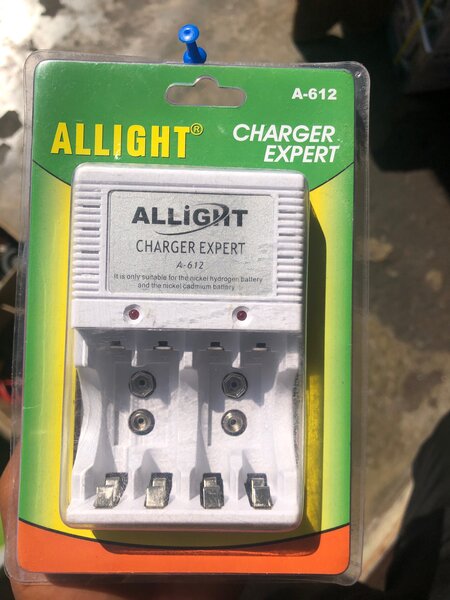 A-612
ALLIGHT®
CHARGER
EXPERT
ALLiGHT
CHARGER EXPERT
A-612
It is only suitable for the nickel hydrogen battery
and the nickel cadmium battery